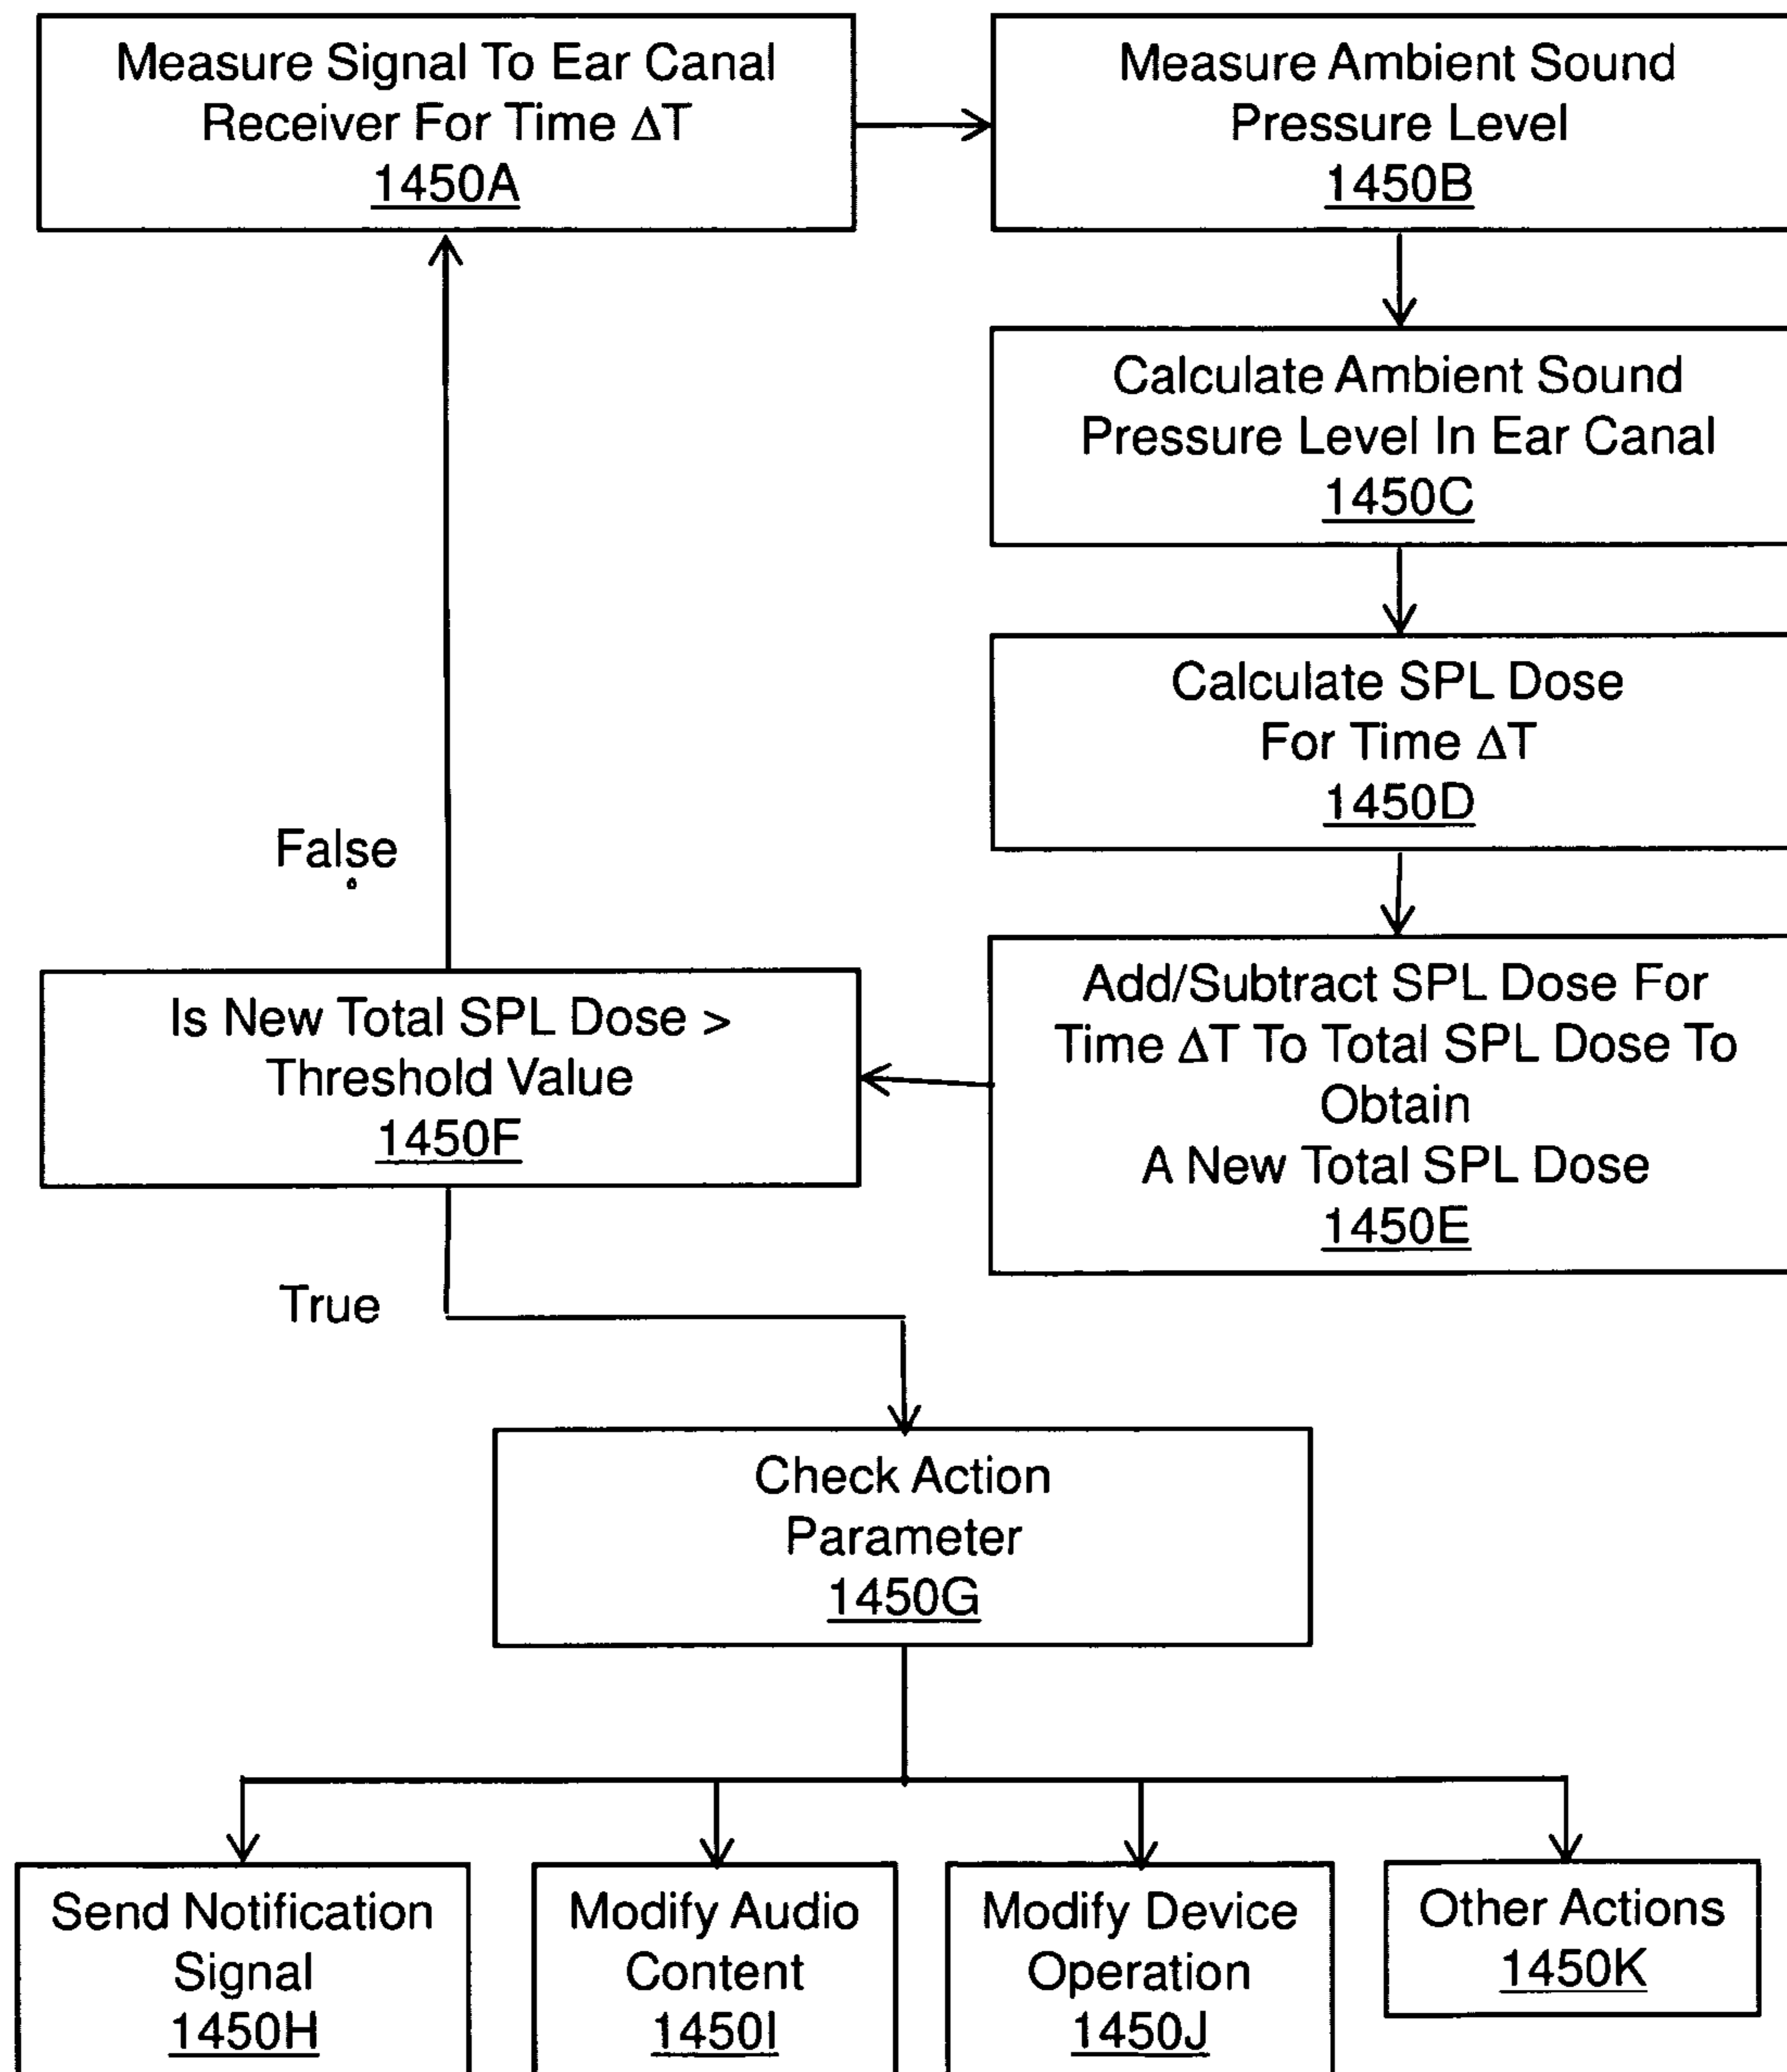 Measure Signal To Ear Canal
Receiver For Time ΔT
1450A
Measure Ambient Sound
Pressure Level
1450B
Calculate Ambient Sound
Pressure Level In Ear Canal
1450C
Calculate SPL Dose
For Time ΔT
1450D
False
Add/Subtract SPL Dose For
Time ΔT To Total SPL Dose To
Obtain
A New Total SPL Dose
1450E
Is New Total SPL Dose >
Threshold Value
1450F
True
Check Action
Parameter
1450G
Send Notification
Signal
1450H
Modify Audio
Content
1450I
Modify Device
Operation
1450J
Other Actions
1450K